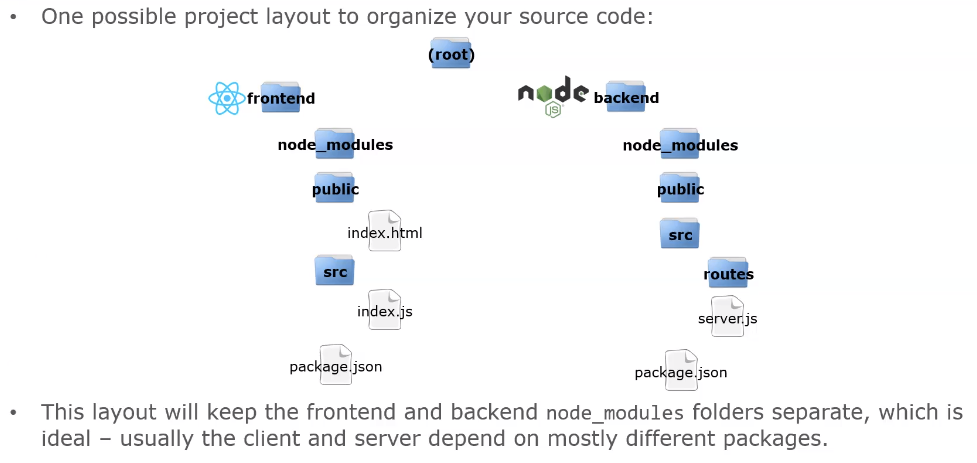 • One possible project layout to organize your source code:
(root)
frontend
node JS backend
node_modules node_modules
public public
index.html src
src routes
index.js server.js
package.json package.json
• This layout will keep the frontend and backend node_modules folders separate, which is
ideal – usually the client and server depend on mostly different packages.